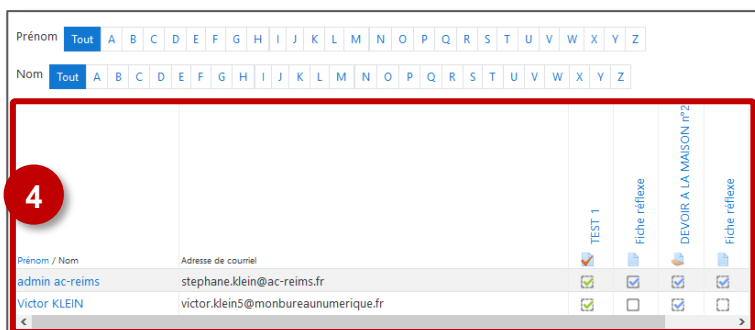 Prénom Tout A B C D E F G H I J K L M N O P Q R S T U V W X Y Z
Nom Tout A B C D E F G H I J K L M N O P Q R S T U V W X Y Z
4
TEST 1
Fiche réflexe
DEVOIR A LA MAISON n°2
Fiche réflexe
Prénom / Nom Adresse de courriel
admin ac-reims stephane.klein@ac-reims.fr
Victor KLEIN victor.klein5@monbureaunumerique.fr